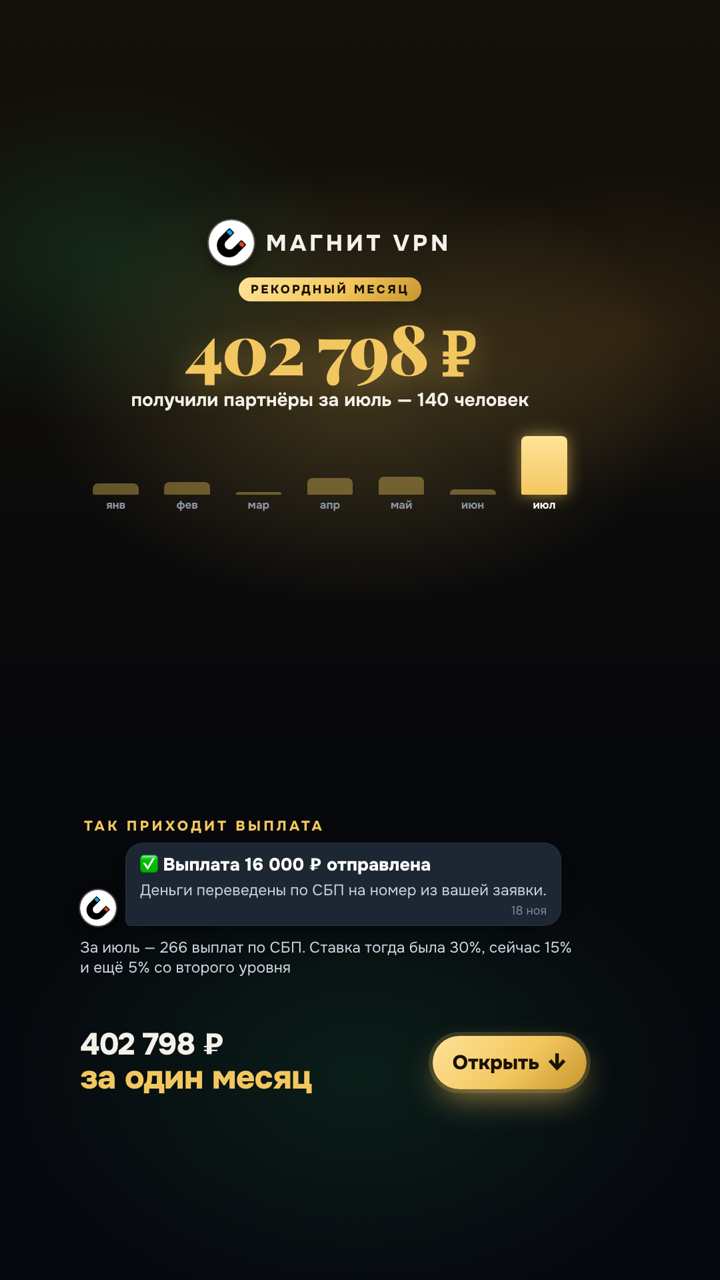 МАГНИТ VPN
РЕКОРДНЫЙ МЕСЯЦ
402 798 ₽
получили партнёры за июль — 140 человек
янв фев мар апр май июн июл
ТАК ПРИХОДИТ ВЫПЛАТА
✅ Выплата 16 000 ₽ отправлена
Деньги переведены по СБП на номер из вашей заявки.
18 ноя
За июль — 266 выплат по СБП. Ставка тогда была 30%, сейчас 15%
и ещё 5% со второго уровня
402 798 ₽
за один месяц
Открыть ↓